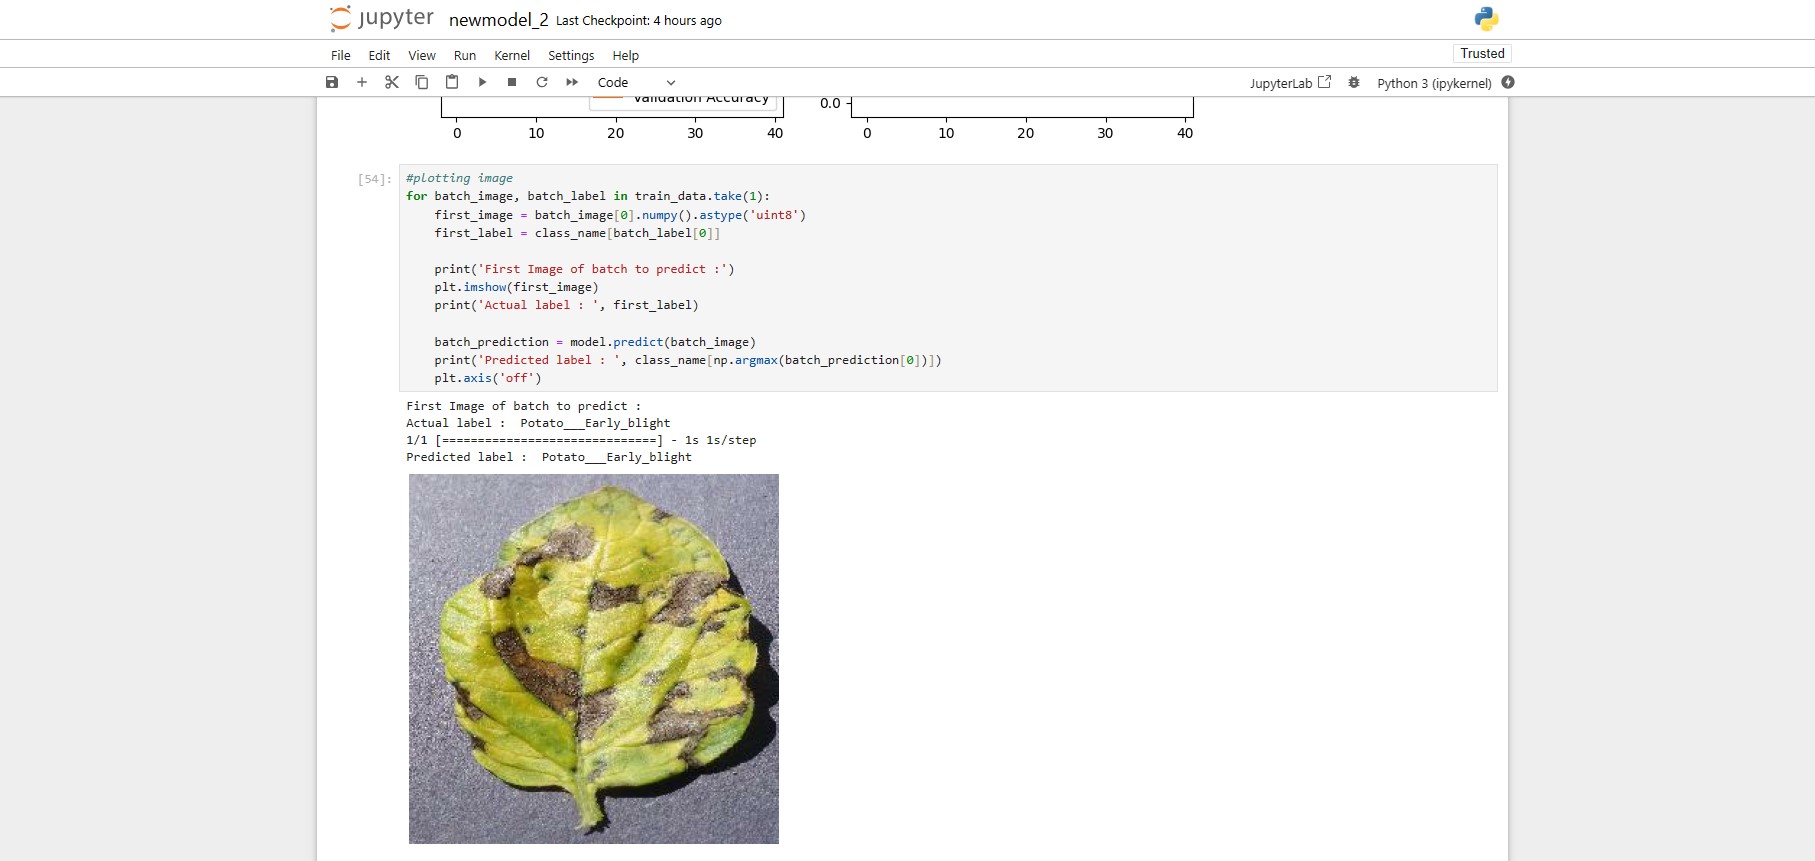 jupyter newmodel_2 Last Checkpoint: 4 hours ago
File Edit View Run Kernel Settings Help
Trusted
Code
JupyterLab
Python 3 (ipykernel)
Validation Accuracy
0.0
0 10 20 30 40
0 10 20 30 40
[54]:
#plotting image
for batch_image, batch_label in train_data.take(1):
    first_image = batch_image[0].numpy().astype('uint8')
    first_label = class_name[batch_label[0]]
    print('First Image of batch to predict :')
    plt.imshow(first_image)
    print('Actual label : ', first_label)
    batch_prediction = model.predict(batch_image)
    print('Predicted label : ', class_name[np.argmax(batch_prediction[0])])
    plt.axis('off')
First Image of batch to predict :
Actual label :  Potato___Early_blight
1/1 [==============================] - 1s 1s/step
Predicted label :  Potato___Early_blight